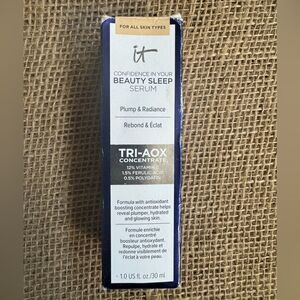 FOR ALL SKIN TYPES
it
CONFIDENCE IN YOUR
BEAUTY SLEEP
SERUM
Plump & Radiance
Rebond & Éclat
TRI-AOX
CONCENTRATE
12% VITAMIN E
1.5% FERULIC ACID
0.5% POLYDATIN
Formula with antioxidant
boosting concentrate helps
reveal plumper, hydrated
and glowing skin.
Formule enrichie
en concentré
boosteur antioxydant.
Repulpe, hydrate et
redonne visiblement de
l'éclat à votre peau.
1.0 US fl. oz./30 ml